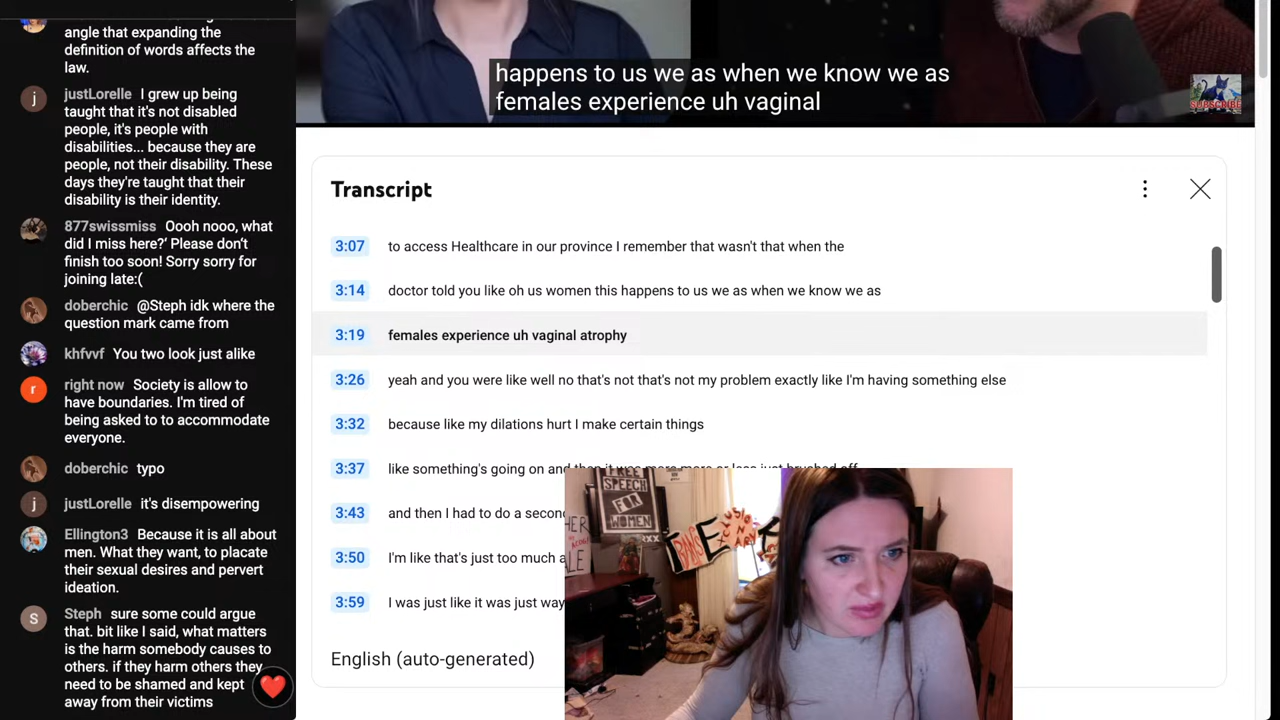 angle that expanding the
definition of words affects the
law.
justLorelle I grew up being
taught that it's not disabled
people, it's people with
disabilities... because they are
people, not their disability. These
days they're taught that their
disability is their identity.
877swissmiss Oooh nooo, what
did I miss here?' Please don't
finish too soon! Sorry sorry for
joining late:(
doberchic @Steph idk where the
question mark came from
khfvvf You two look just alike
right now Society is allow to
have boundaries. I'm tired of
being asked to to accommodate
everyone.
doberchic typo
justLorelle it's disempowering
Ellington3 Because it is all about
men. What they want, to placate
their sexual desires and pervert
ideation.
Steph sure some could argue
that. bit like I said, what matters
is the harm somebody causes to
others. if they harm others they
need to be shamed and kept
away from their victims
happens to us we as when we know we as
females experience uh vaginal
SUBSCRIBE
Transcript
3:07 to access Healthcare in our province I remember that wasn't that when the
3:14 doctor told you like oh us women this happens to us we as when we know we as
3:19 females experience uh vaginal atrophy
3:26 yeah and you were like well no that's not that's not my problem exactly like I'm having something else
3:32 because like my dilations hurt I make certain things
3:37 like something's going on and then it was more more or less just brushed off
3:43 and then I had to do a secon
3:50 I'm like that's just too much a
3:59 I was just like it was just way
English (auto-generated)
FREE
SPEECH
FOR
WOMEN